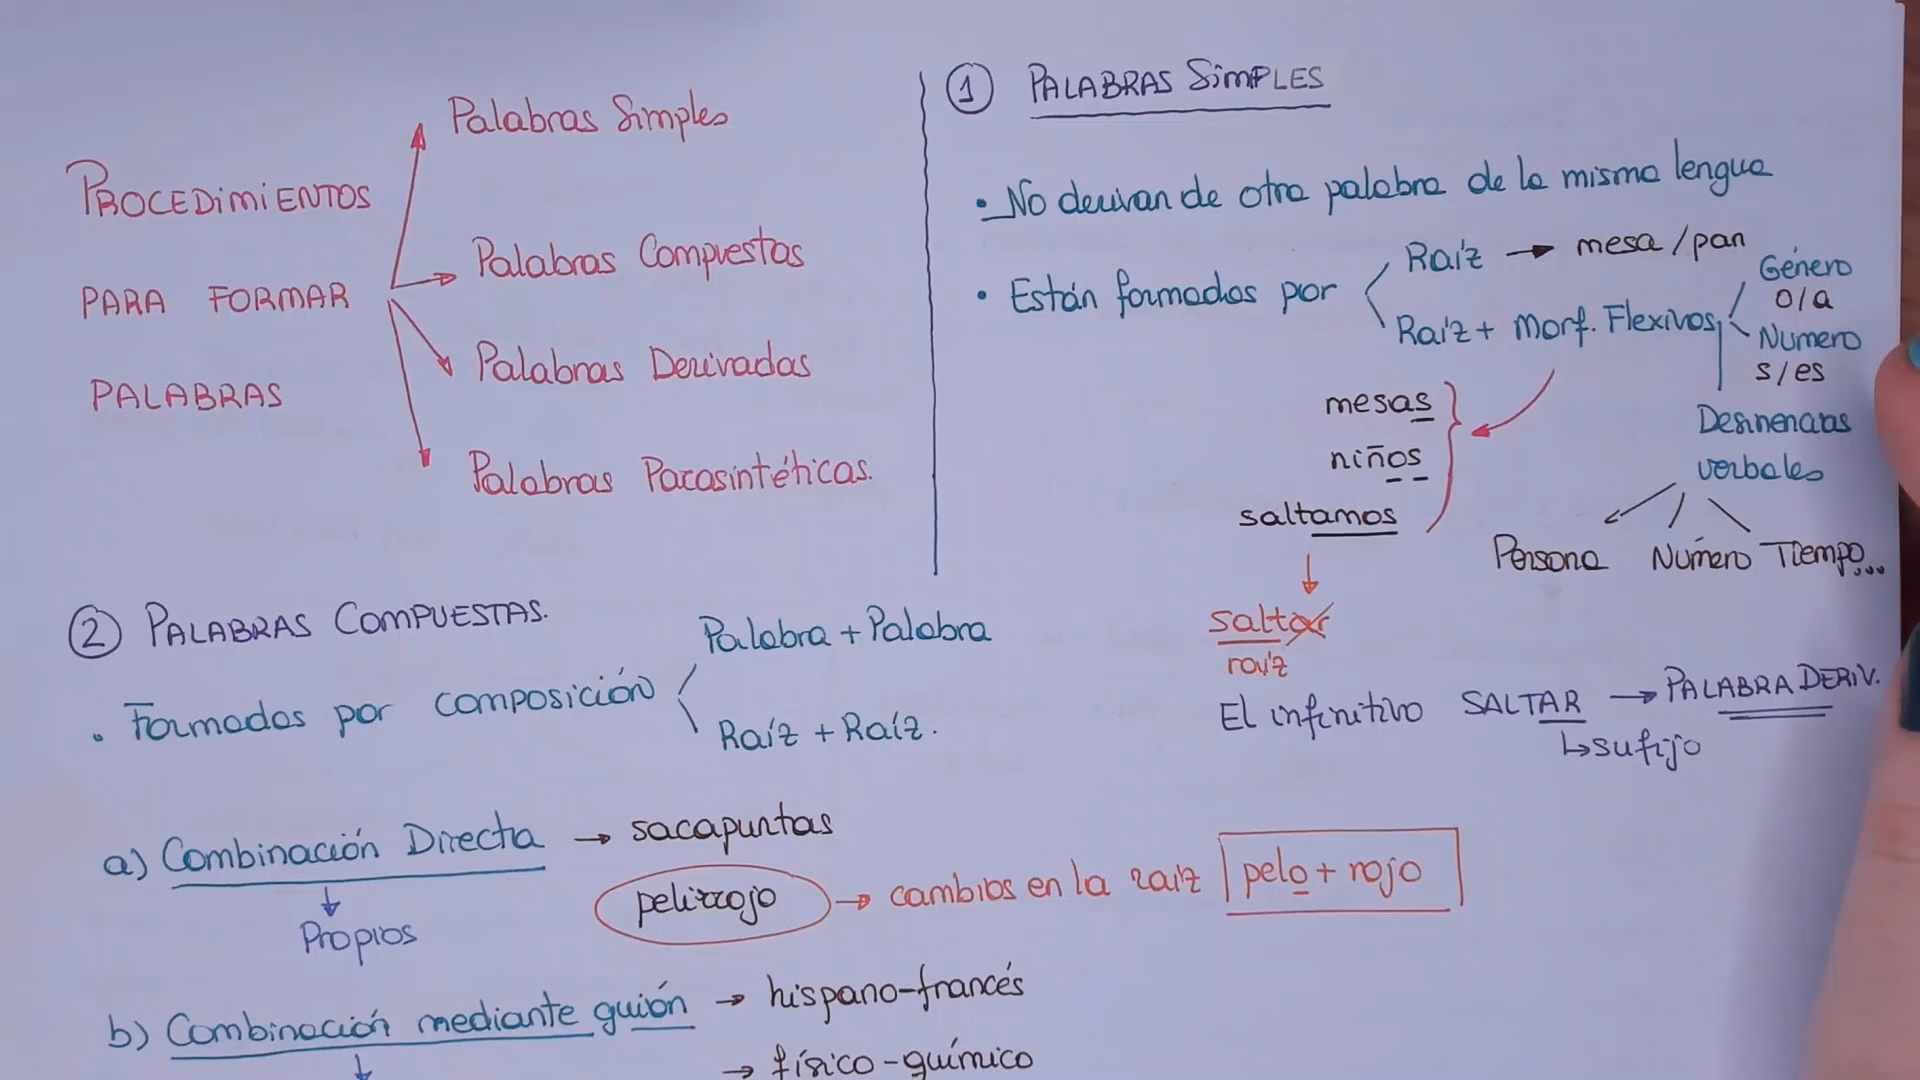 PROCEDIMIENTOS
PARA FORMAR
PALABRAS
Palabras Simples
Palabras Compuestas
Palabras Derivadas
Palabras Parasintéticas.
① PALABRAS SIMPLES
• No derivan de otra palabra de la misma lengua
• Están formadas por
Raíz → mesa / pan
Raíz + Morf. Flexivos
Género
o/a
Número
s/es
Desinencias
verbales
Persona Número Tiempo...
mesas
niños
saltamos
saltar
raíz
El infinitivo SALTAR → PALABRA DERIV.
↳ sufijo
② PALABRAS COMPUESTAS.
• Formadas por composición
Palabra + Palabra
Raíz + Raíz.
a) Combinación Directa → sacapuntas
Propios
pelirrojo → cambios en la raíz pelo + rojo
b) Combinación mediante guión → hispano-francés
→ físico-químico